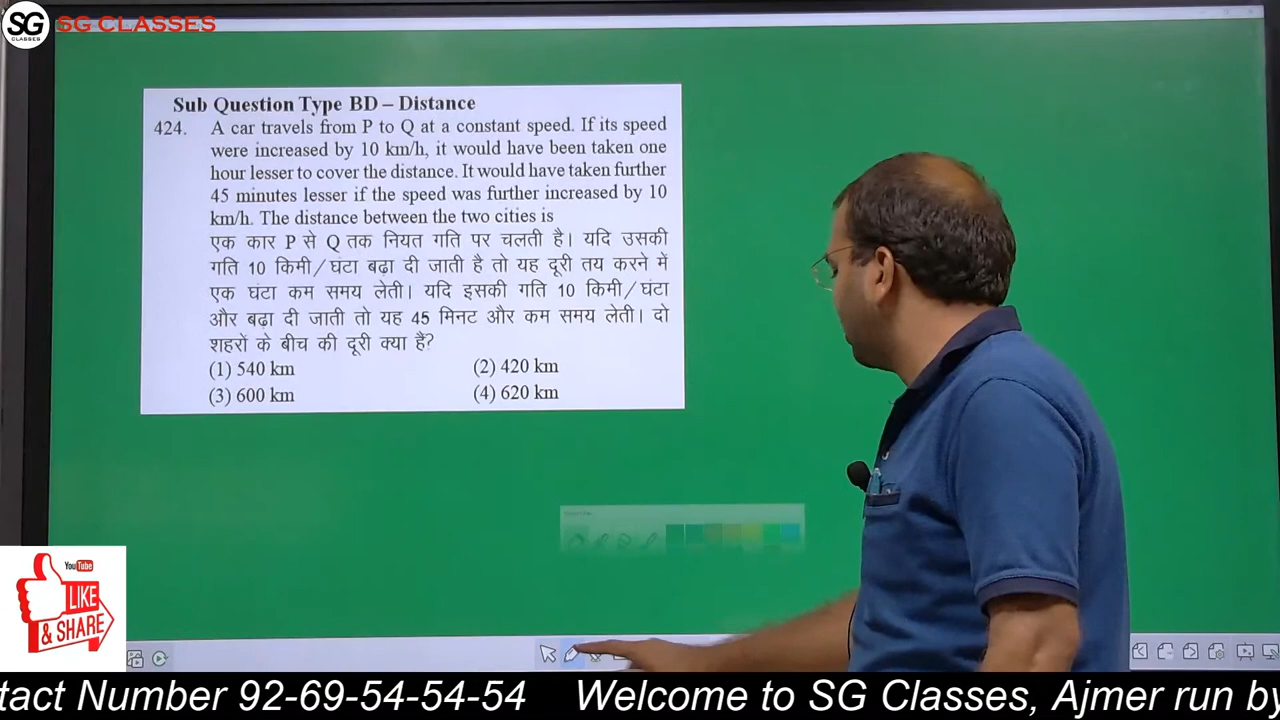 SG
CLASSES
SG CLASSES
Sub Question Type BD – Distance
424. A car travels from P to Q at a constant speed. If its speed
were increased by 10 km/h, it would have been taken one
hour lesser to cover the distance. It would have taken further
45 minutes lesser if the speed was further increased by 10
km/h. The distance between the two cities is
एक कार P से Q तक नियत गति पर चलती है। यदि उसकी
गति 10 किमी/घंटा बढ़ा दी जाती है तो यह दूरी तय करने में
एक घंटा कम समय लेती। यदि इसकी गति 10 किमी/घंटा
और बढ़ा दी जाती तो यह 45 मिनट और कम समय लेती। दो
शहरों के बीच की दूरी क्या है?
(1) 540 km (2) 420 km
(3) 600 km (4) 620 km
YouTube
LIKE
& SHARE
tact Number 92-69-54-54-54 Welcome to SG Classes, Ajmer run by